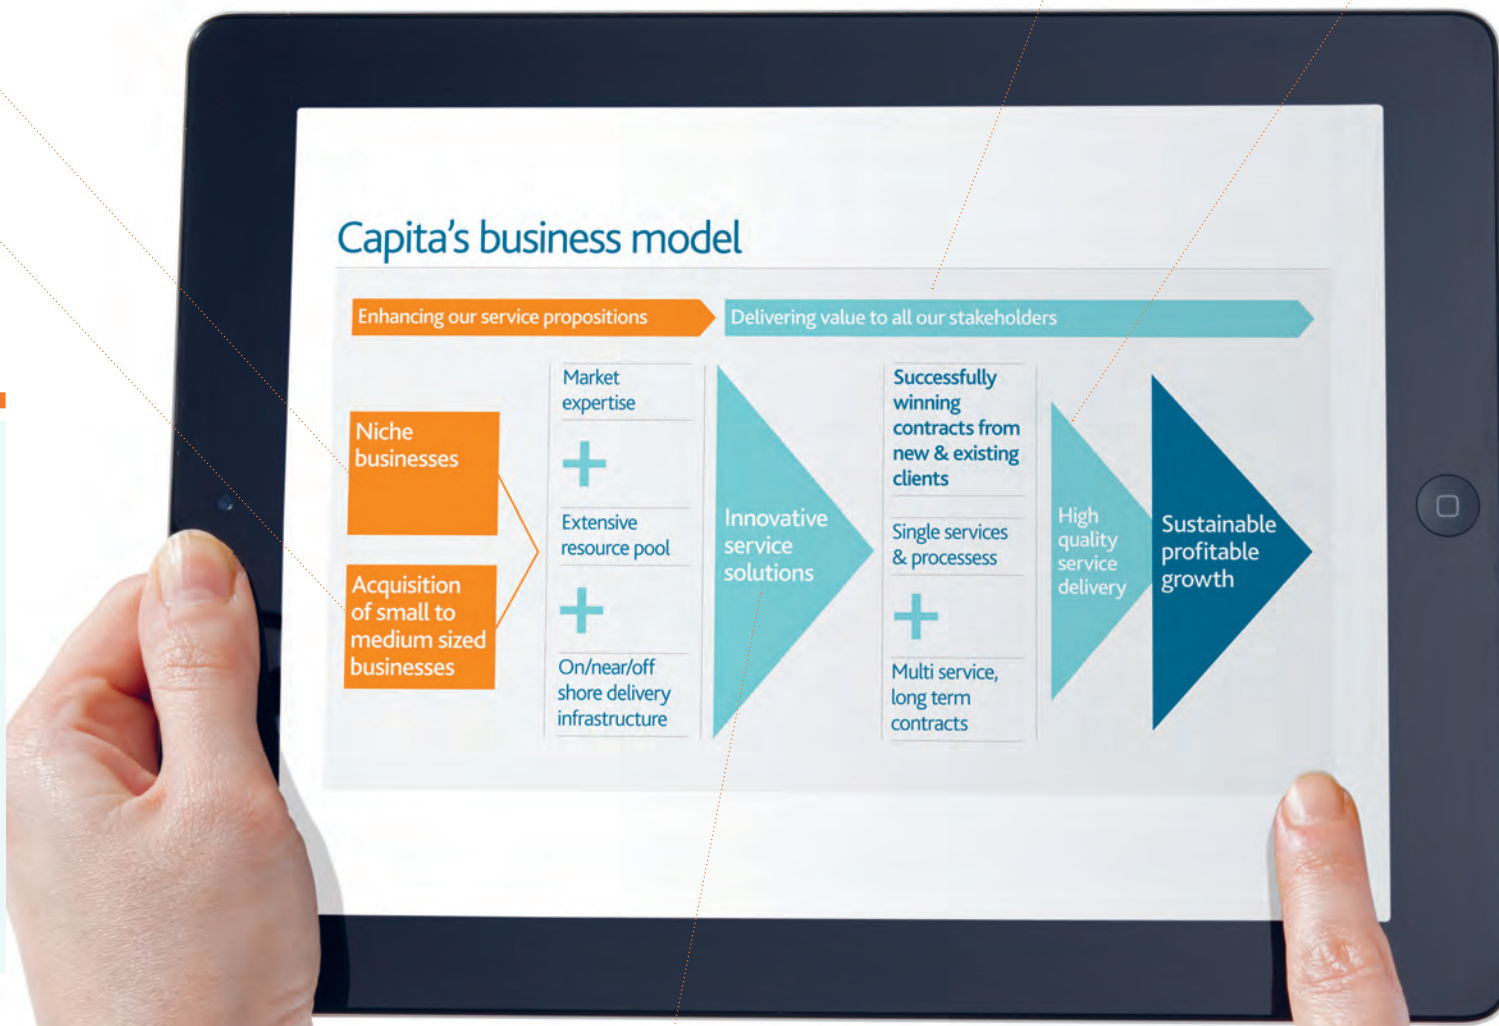 Capita's business model
Enhancing our service propositions
Delivering value to all our stakeholders
Niche
businesses
Acquisition
of small to
medium sized
businesses
Market
expertise
+
Extensive
resource pool
+
On/near/off
shore delivery
infrastructure
Innovative
service
solutions
Successfully
winning
contracts from
new & existing
clients
Single services
& processess
+
Multi service,
long term
contracts
High
quality
service
delivery
Sustainable
profitable
growth